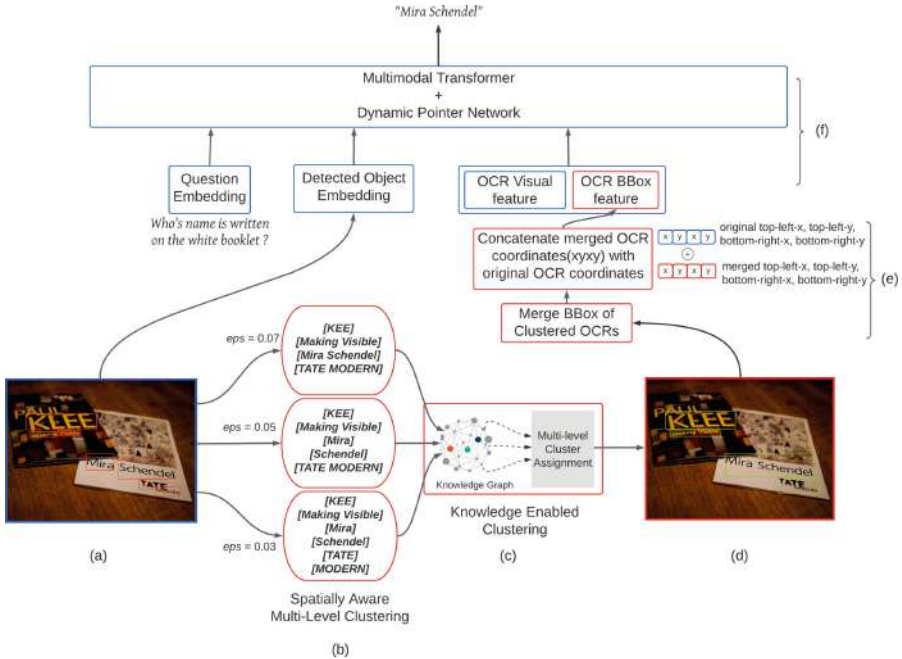 "Mira Schendel"
Multimodal Transformer
+
Dynamic Pointer Network
(f)
Question
Embedding
Detected Object
Embedding
OCR Visual
feature
OCR BBox
feature
Who's name is written
on the white booklet ?
Concatenate merged OCR
coordinates(xyxy) with
original OCR coordinates
x y x y
original top-left-x, top-left-y,
bottom-right-x, bottom-right-y
+
x y x y
merged top-left-x, top-left-y,
bottom-right-x, bottom-right-y
(e)
Merge BBox of
Clustered OCRs
eps = 0.07
[KEE]
[Making Visible]
[Mira Schendel]
[TATE MODERN]
eps = 0.05
[KEE]
[Making Visible]
[Mira]
[Schendel]
[TATE MODERN]
eps = 0.03
[KEE]
[Making Visible]
[Mira]
[Schendel]
[TATE]
[MODERN]
PAUL
KLEE
Mira Schendel
TATE
Knowledge Graph
Multi-level
Cluster
Assignment
PAUL
KLEE
Mira Schendel
TATE
(a)
Knowledge Enabled
Clustering
(c)
(d)
Spatially Aware
Multi-Level Clustering
(b)